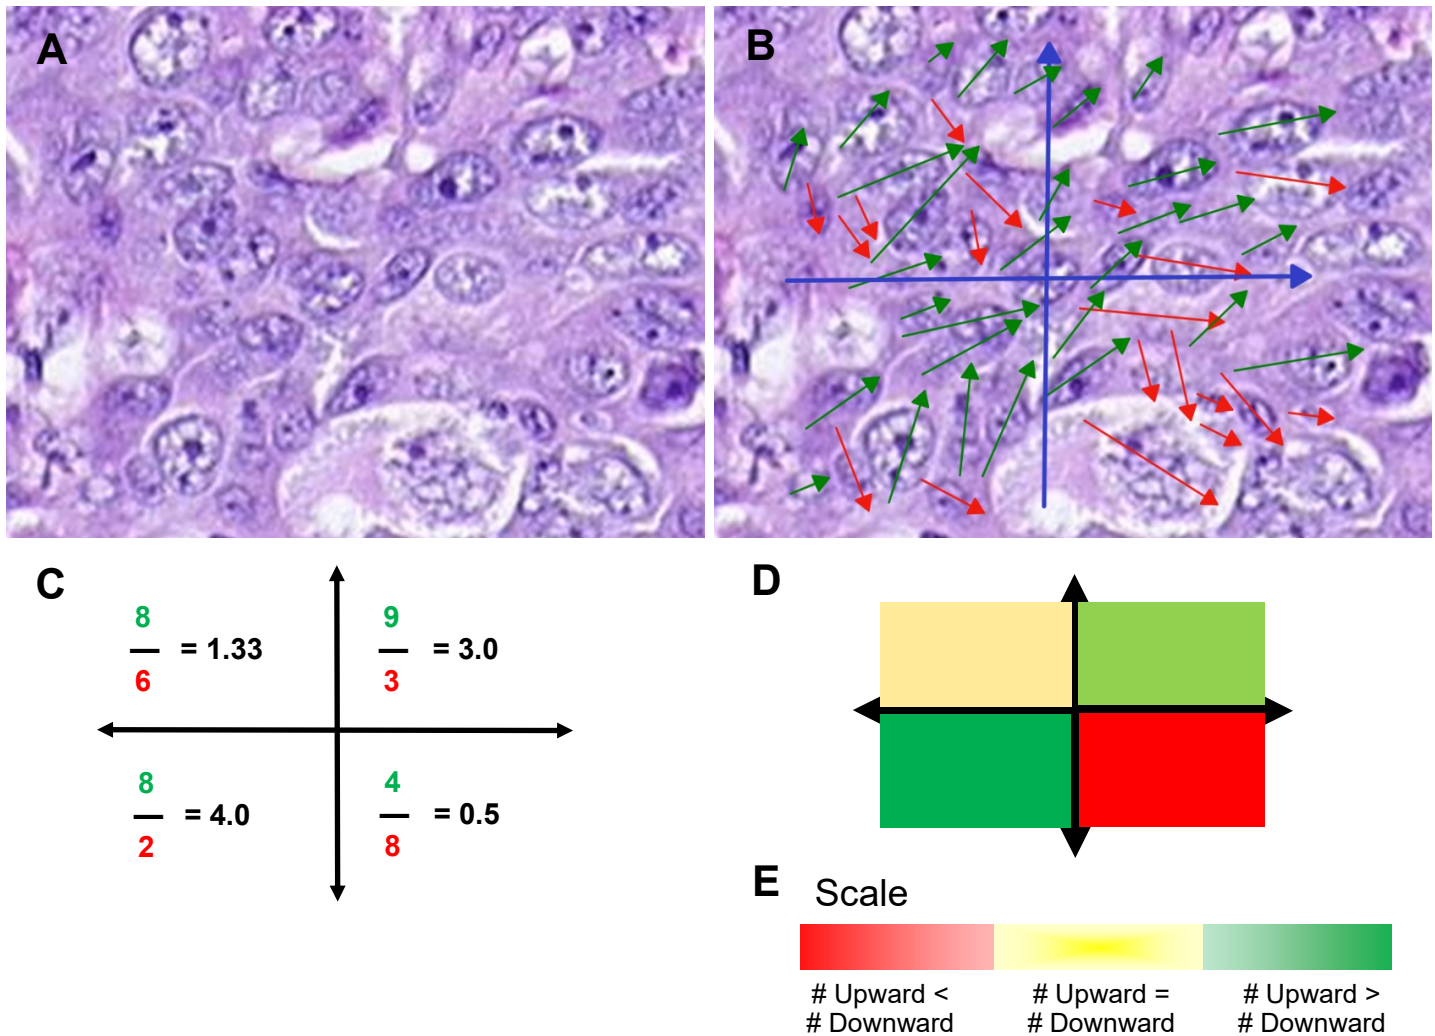 A
B
C
8
6
= 1.33
9
3
= 3.0
8
2
= 4.0
4
8
= 0.5
D
E
Scale
# Upward <
# Downward
# Upward =
# Downward
# Upward >
# Downward